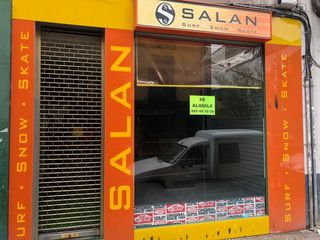 SALAN
SURF · SNOW · SKATE
SURF · SNOW · SKATE
SALAN
SE
ALQUILA
SURF · SNOW · SKATE